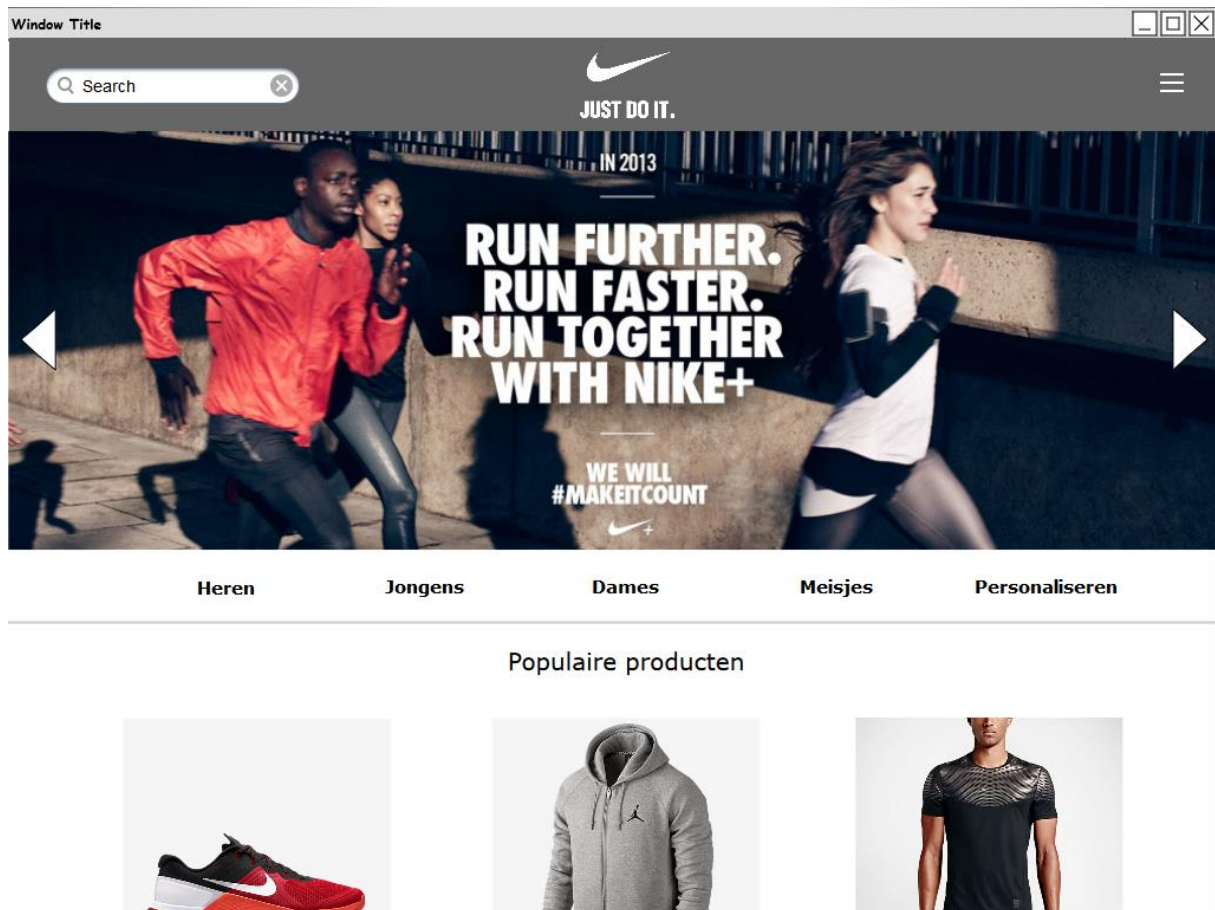 Window Title
Search
JUST DO IT.
IN 2013
RUN FURTHER.
RUN FASTER.
RUN TOGETHER
WITH NIKE+
WE WILL
#MAKEITCOUNT
+
Heren
Jongens
Dames
Meisjes
Personaliseren
Populaire producten